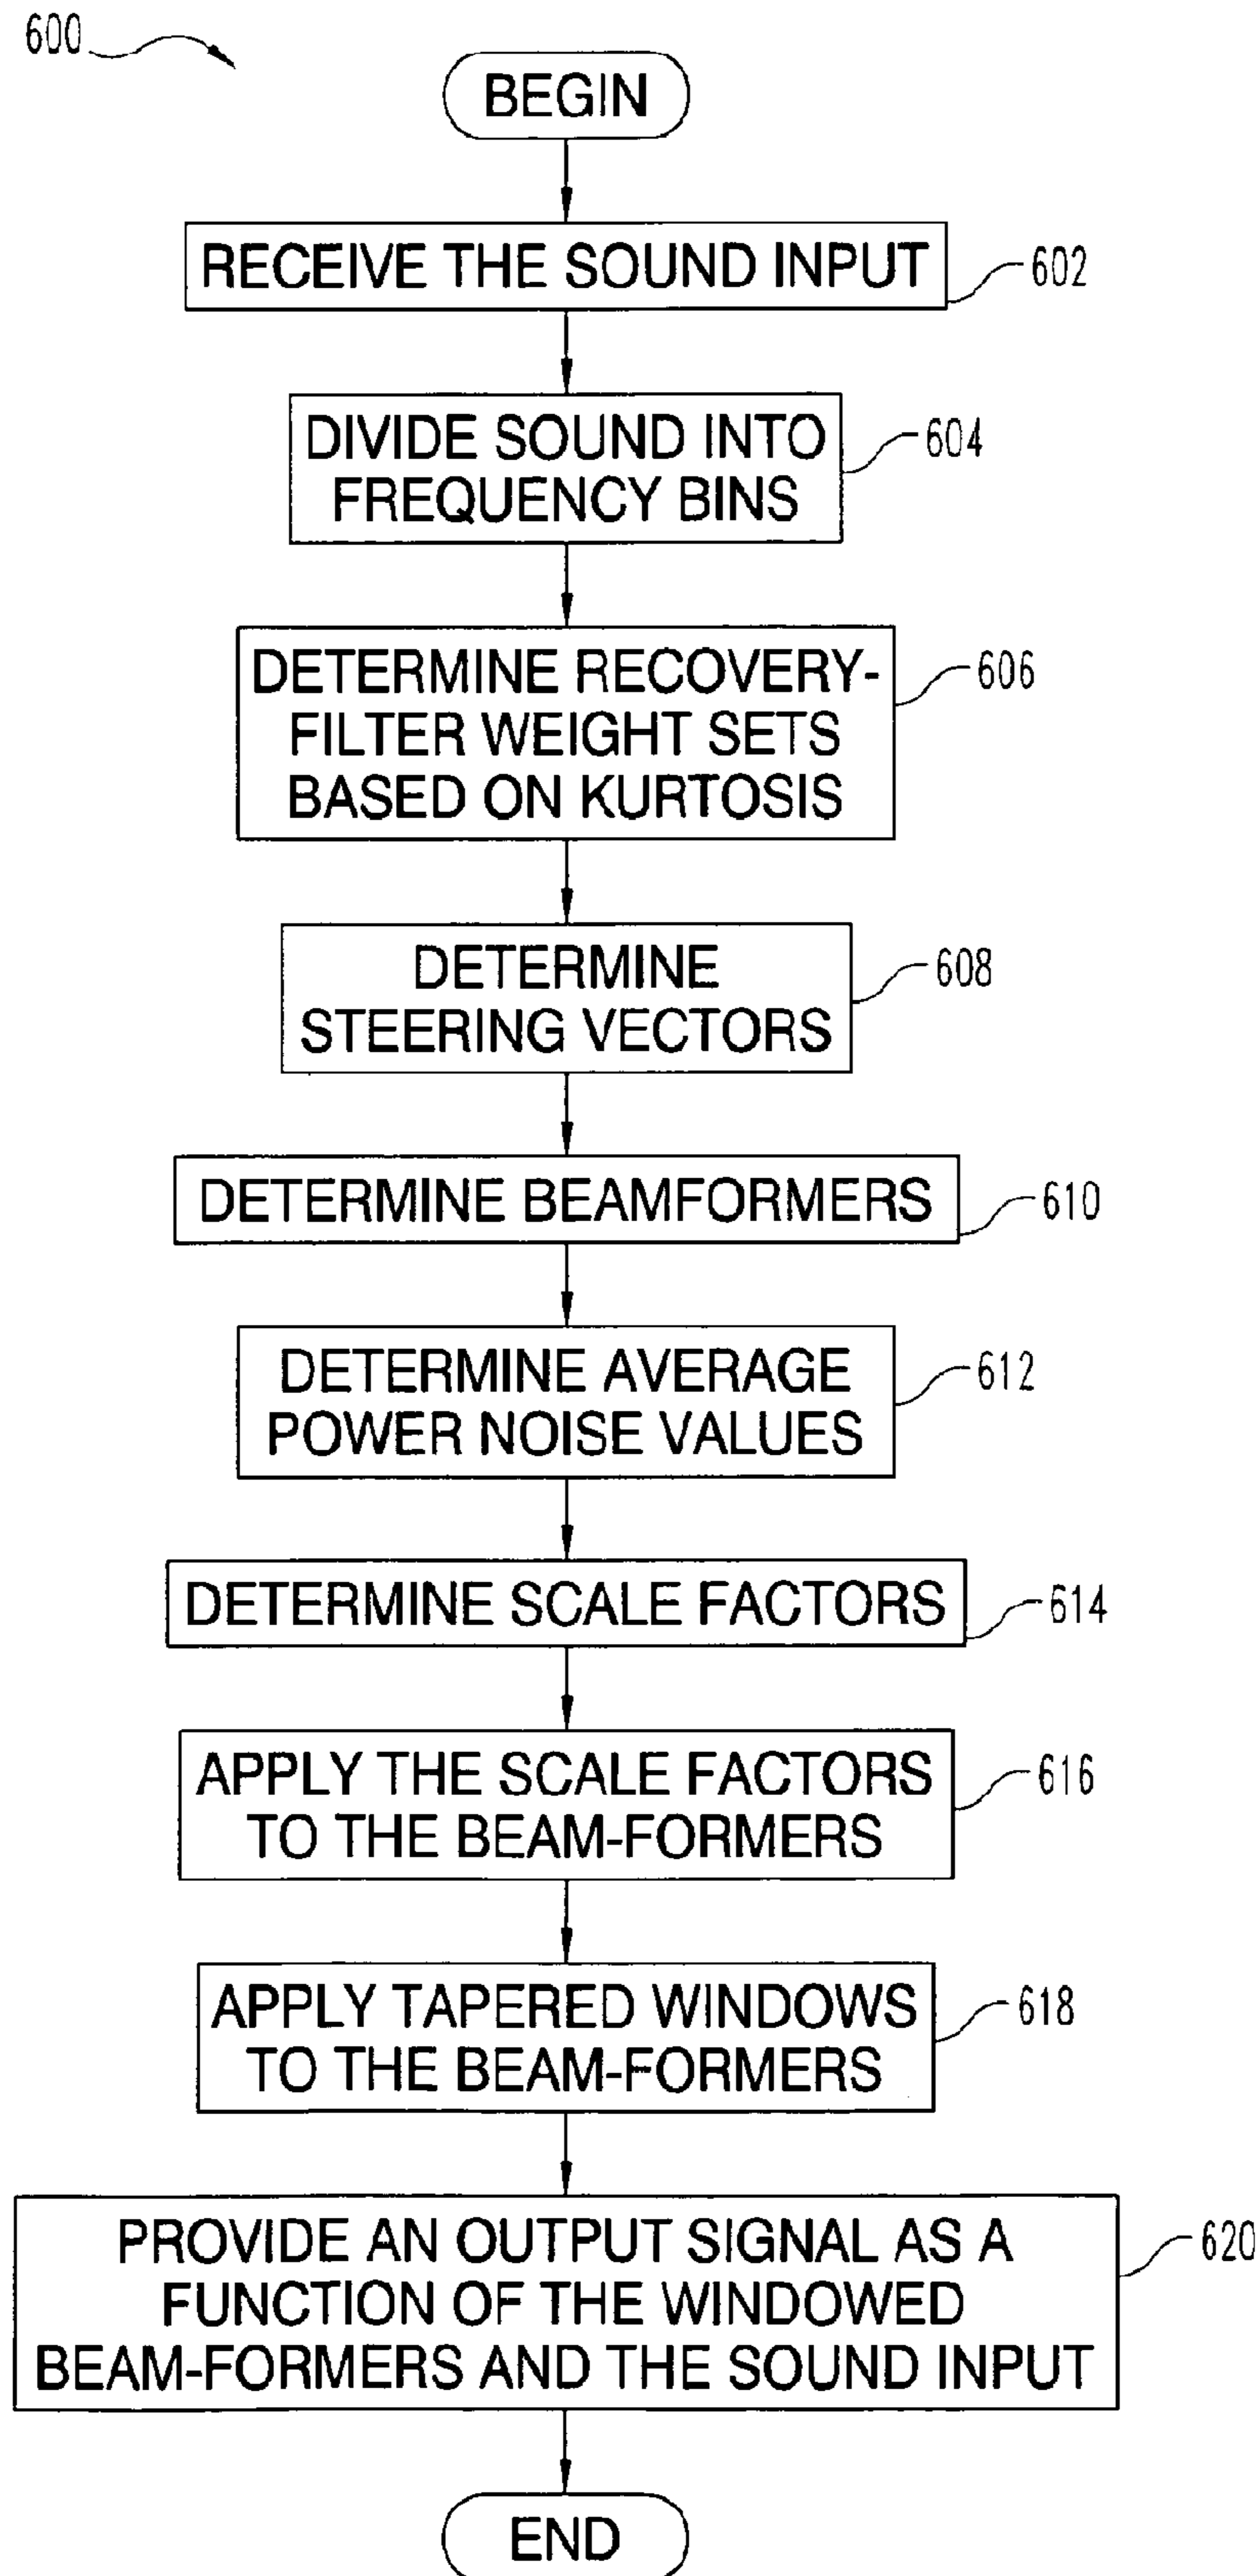 600
BEGIN
RECEIVE THE SOUND INPUT
602
DIVIDE SOUND INTO
FREQUENCY BINS
604
DETERMINE RECOVERY-
FILTER WEIGHT SETS
BASED ON KURTOSIS
606
DETERMINE
STEERING VECTORS
608
DETERMINE BEAMFORMERS
610
DETERMINE AVERAGE
POWER NOISE VALUES
612
DETERMINE SCALE FACTORS
614
APPLY THE SCALE FACTORS
TO THE BEAM-FORMERS
616
APPLY TAPERED WINDOWS
TO THE BEAM-FORMERS
618
PROVIDE AN OUTPUT SIGNAL AS A
FUNCTION OF THE WINDOWED
BEAM-FORMERS AND THE SOUND INPUT
620
END